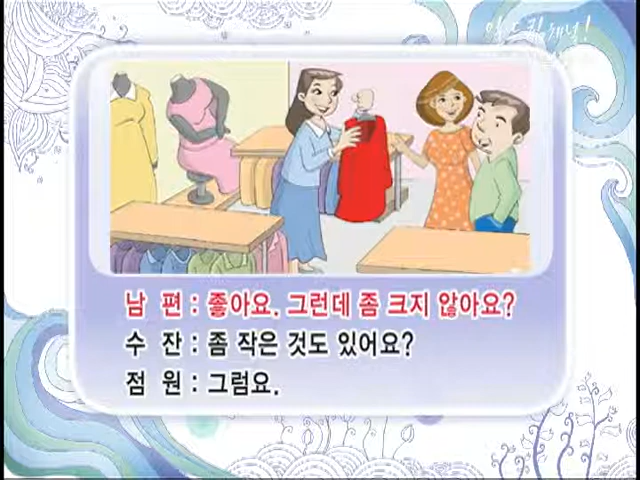 남 편 : 좋아요. 그런데 좀 크지 않아요?
수 잔 : 좀 작은 것도 있어요?
점 원 : 그럼요.